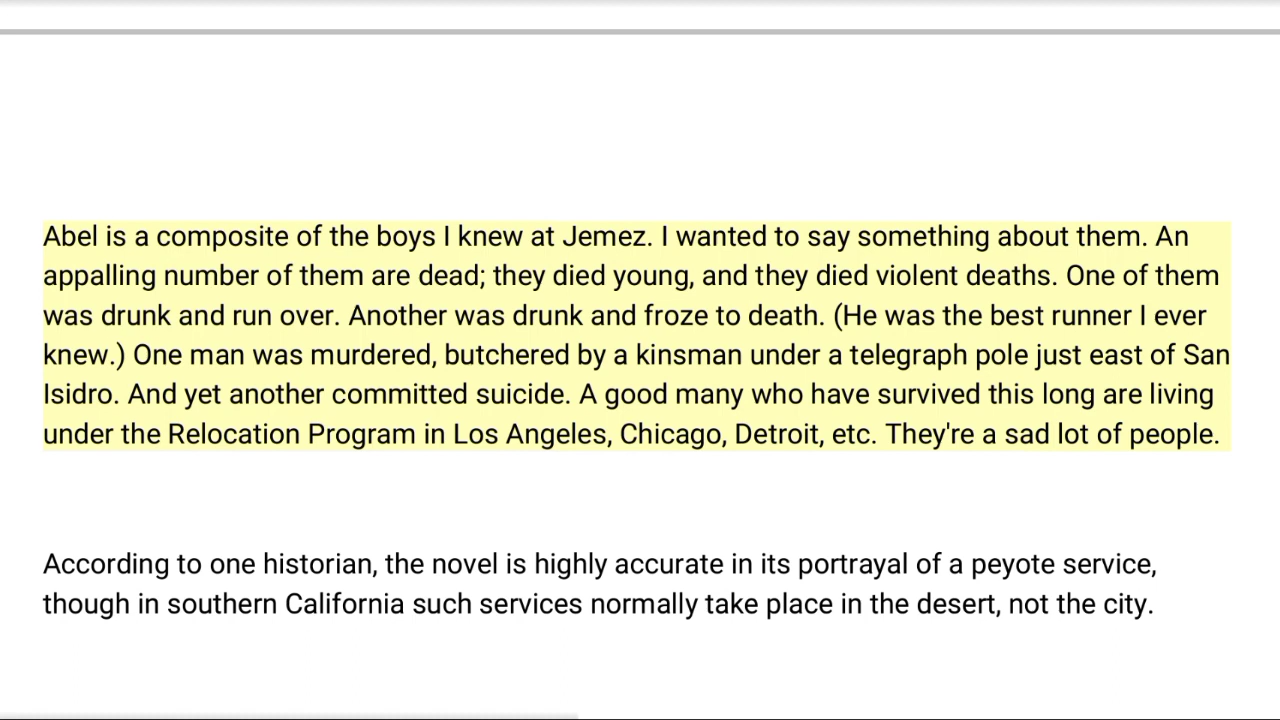 Abel is a composite of the boys I knew at Jemez. I wanted to say something about them. An
appalling number of them are dead; they died young, and they died violent deaths. One of them
was drunk and run over. Another was drunk and froze to death. (He was the best runner I ever
knew.) One man was murdered, butchered by a kinsman under a telegraph pole just east of San
Isidro. And yet another committed suicide. A good many who have survived this long are living
under the Relocation Program in Los Angeles, Chicago, Detroit, etc. They're a sad lot of people.
According to one historian, the novel is highly accurate in its portrayal of a peyote service,
though in southern California such services normally take place in the desert, not the city.